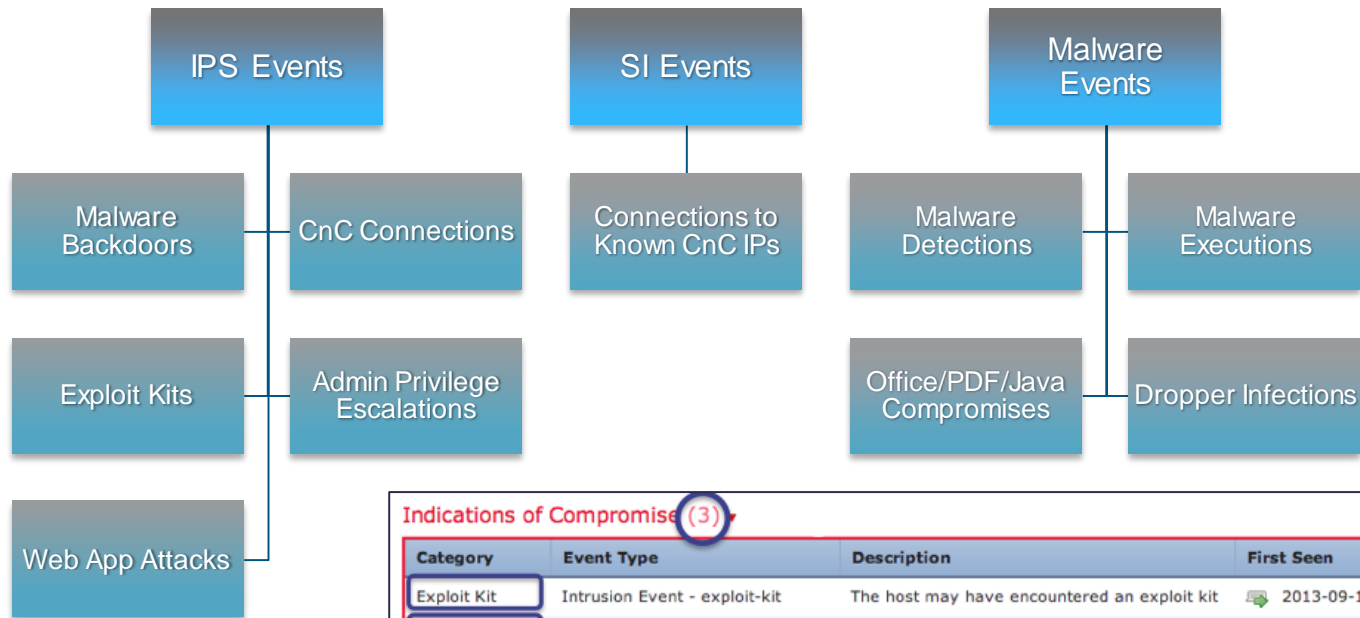 IPS Events
SI Events
Malware
Events
Malware
Backdoors
CnC Connections
Connections to
Known CnC IPs
Malware
Detections
Malware
Executions
Exploit Kits
Admin Privilege
Escalations
Office/PDF/Java
Compromises
Dropper Infections
Web App Attacks
Indications of Compromise (3)
Category Event Type Description First Seen
Exploit Kit Intrusion Event - exploit-kit The host may have encountered an exploit kit 2013-09-1